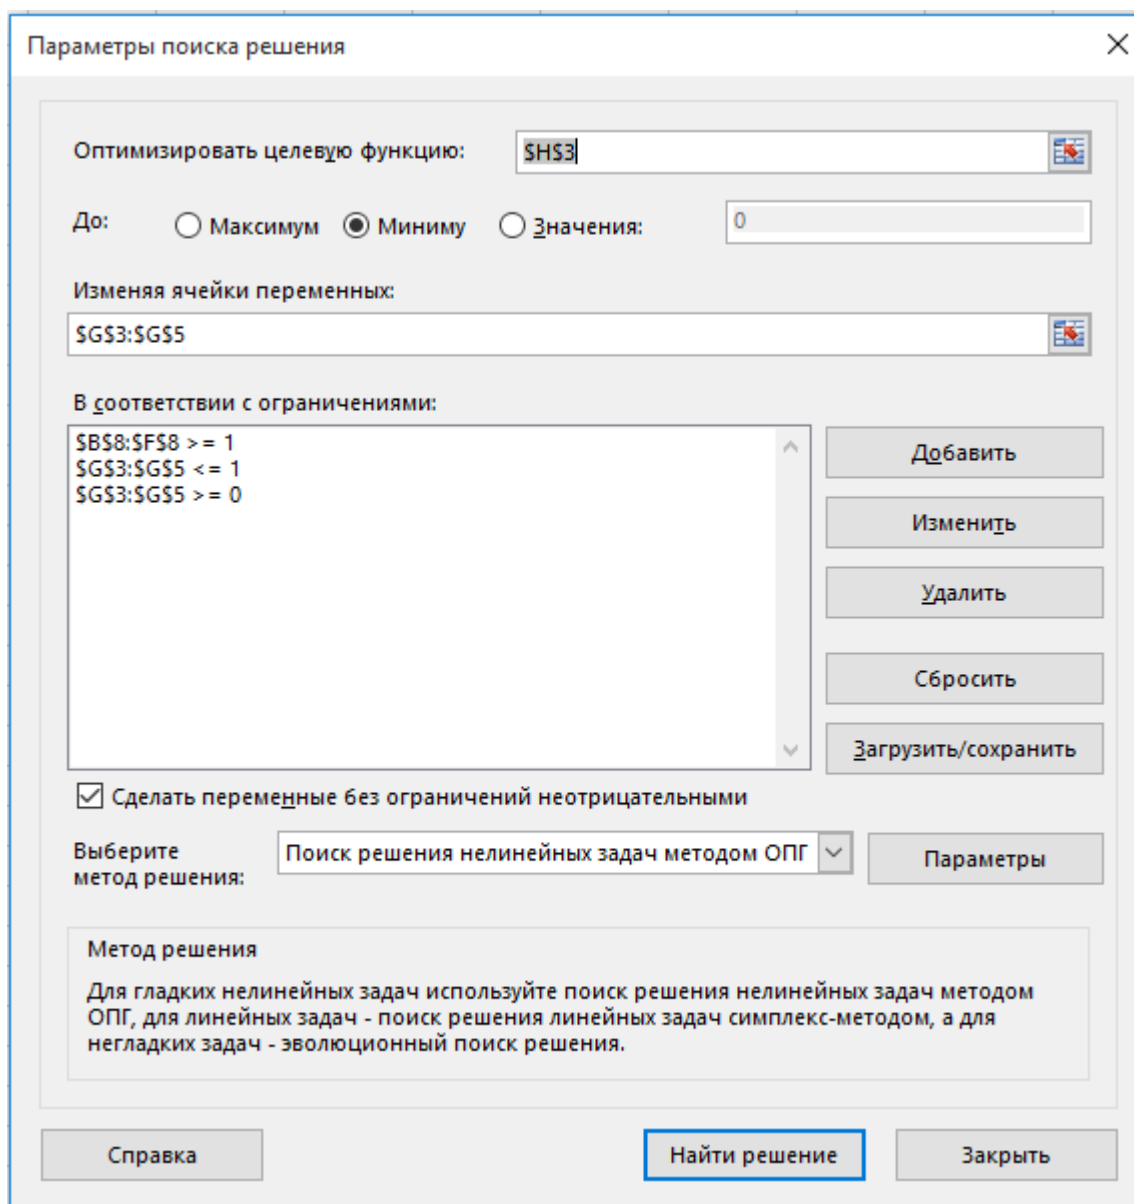 Параметры поиска решения
Оптимизировать целевую функцию: $H$3
До: Максимум Миниму Значения: 0
Изменяя ячейки переменных:
$G$3:$G$5
В соответствии с ограничениями:
$B$8:$F$8 >= 1
$G$3:$G$5 <= 1
$G$3:$G$5 >= 0
Добавить
Изменить
Удалить
Сбросить
Загрузить/сохранить
Сделать переменные без ограничений неотрицательными
Выберите
метод решения:
Поиск решения нелинейных задач методом ОПГ
Параметры
Метод решения
Для гладких нелинейных задач используйте поиск решения нелинейных задач методом
ОПГ, для линейных задач - поиск решения линейных задач симплекс-методом, а для
негладких задач - эволюционный поиск решения.
Справка Найти решение Закрыть